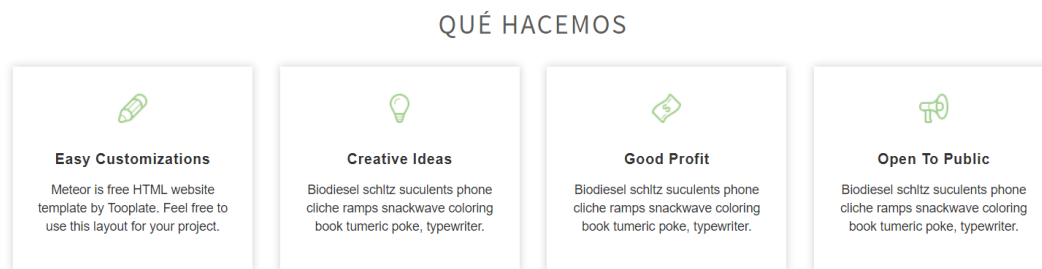 QUÉ HACEMOS
Easy Customizations
Meteor is free HTML website
template by Tooplate. Feel free to
use this layout for your project.
Creative Ideas
Biodiesel schltz suculents phone
cliche ramps snackwave coloring
book tumeric poke, typewriter.
Good Profit
Biodiesel schltz suculents phone
cliche ramps snackwave coloring
book tumeric poke, typewriter.
Open To Public
Biodiesel schltz suculents phone
cliche ramps snackwave coloring
book tumeric poke, typewriter.